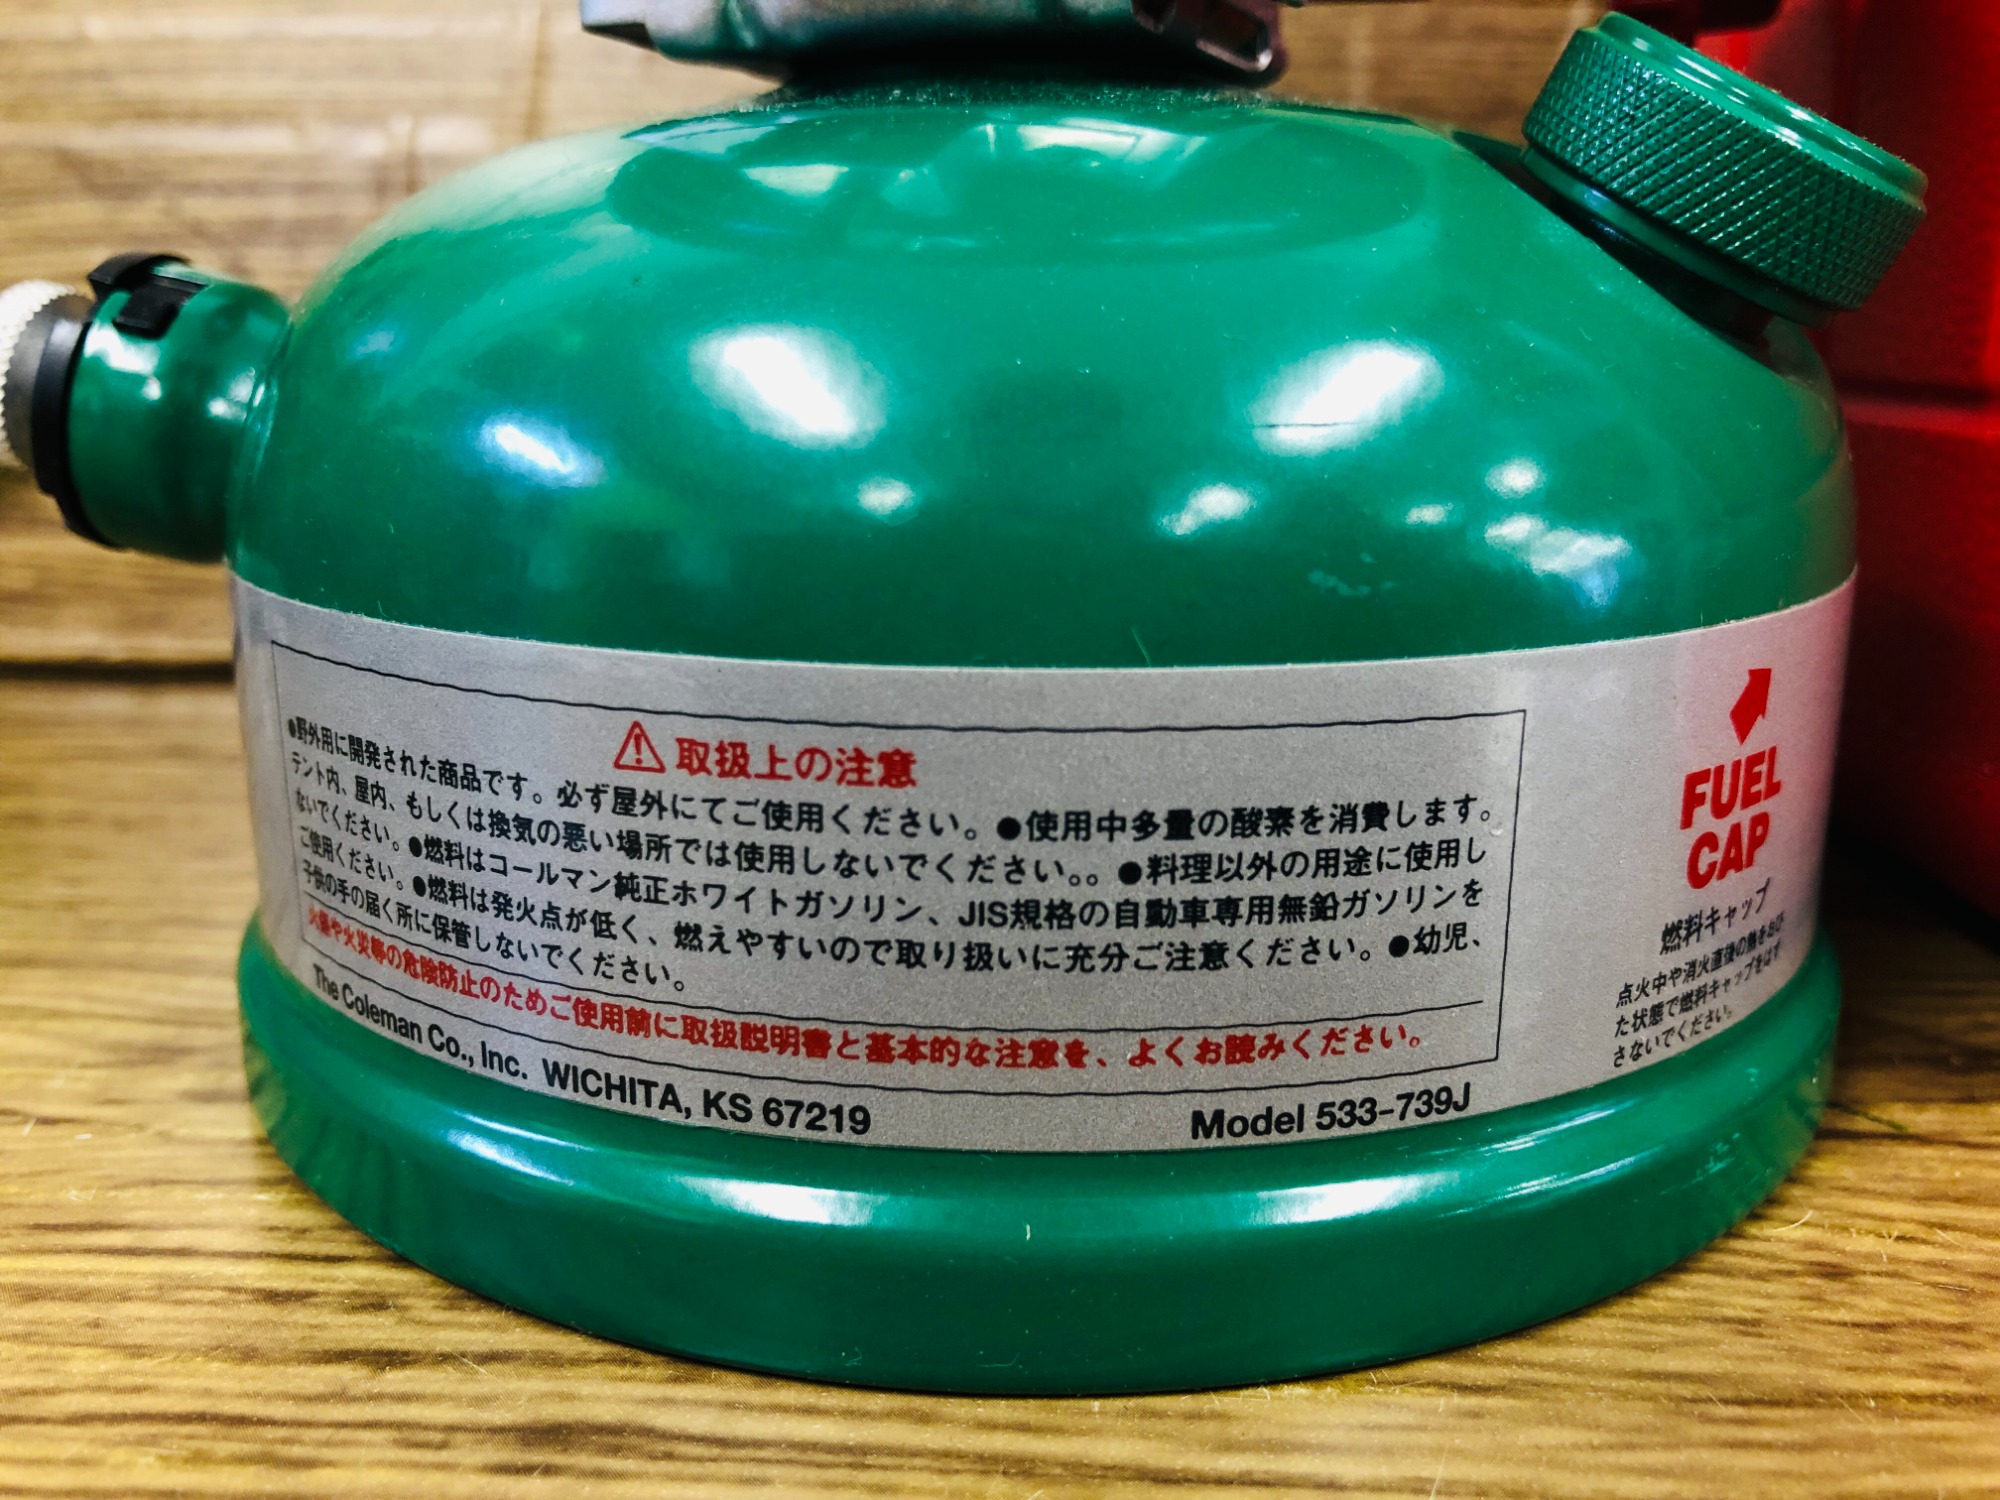 取扱上の注意
●野外用に開発された商品です。必ず屋外にてご使用ください。●使用中多量の酸素を消費します。
テント内、屋内、もしくは換気の悪い場所では使用しないでください。。●料理以外の用途に使用し
ないでください。●燃料はコールマン純正ホワイトガソリン、JIS規格の自動車専用無鉛ガソリンを
ご使用ください。●燃料は発火点が低く、燃えやすいので取り扱いに充分ご注意ください。●幼児、
子供の手の届く所に保管しないでください。
火傷や火災等の危険防止のためご使用前に取扱説明書と基本的な注意を、よくお読みください。
The Coleman Co., Inc. WICHITA, KS 67219
Model 533-739J
FUEL
CAP
燃料キャップ
点火中や消火直後の熱をおび
た状態で燃料キャップをはず
さないでください。